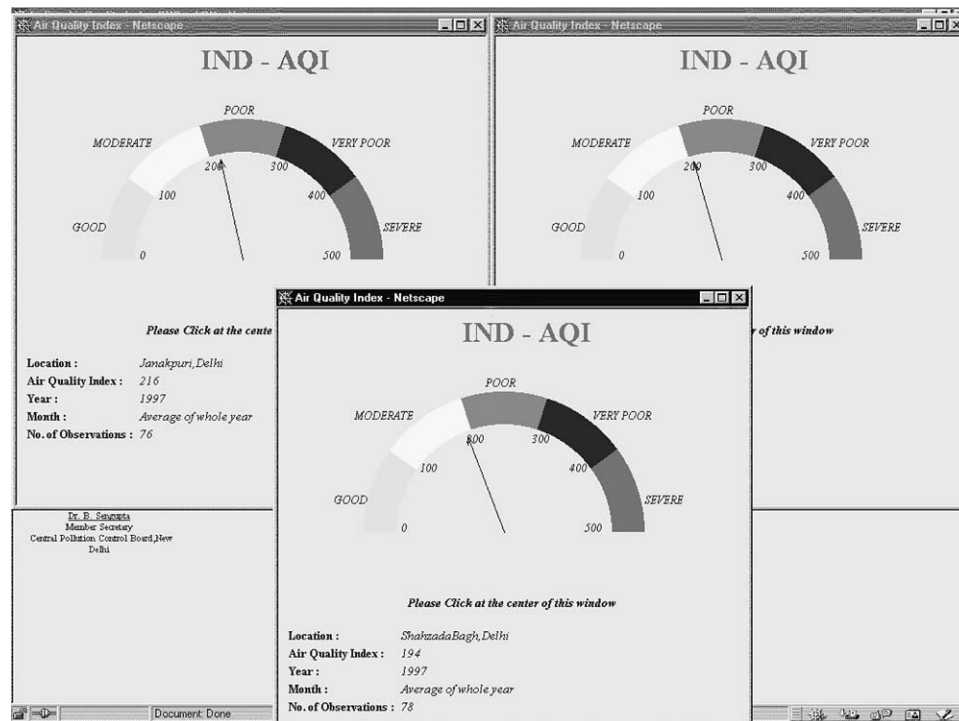 Air Quality Index - Netscape
IND - AQI
POOR
MODERATE
VERY POOR
200
300
100
400
GOOD
SEVERE
0
500
Please Click at the cente
Location : Janakpuri,Delhi
Air Quality Index : 216
Year : 1997
Month : Average of whole year
No. of Observations : 76
Air Quality Index - Netscape
IND - AQI
POOR
MODERATE
VERY POOR
200
300
100
400
GOOD
SEVERE
0
500
r of this window
Air Quality Index - Netscape
IND - AQI
POOR
MODERATE
VERY POOR
200
300
100
400
GOOD
SEVERE
0
500
Please Click at the center of this window
Location : ShahzadaBagh,Delhi
Air Quality Index : 194
Year : 1997
Month : Average of whole year
No. of Observations : 78
Dr. B. Sengupta
Member Secretary
Central Pollution Control Board,New
Delhi
Document: Done